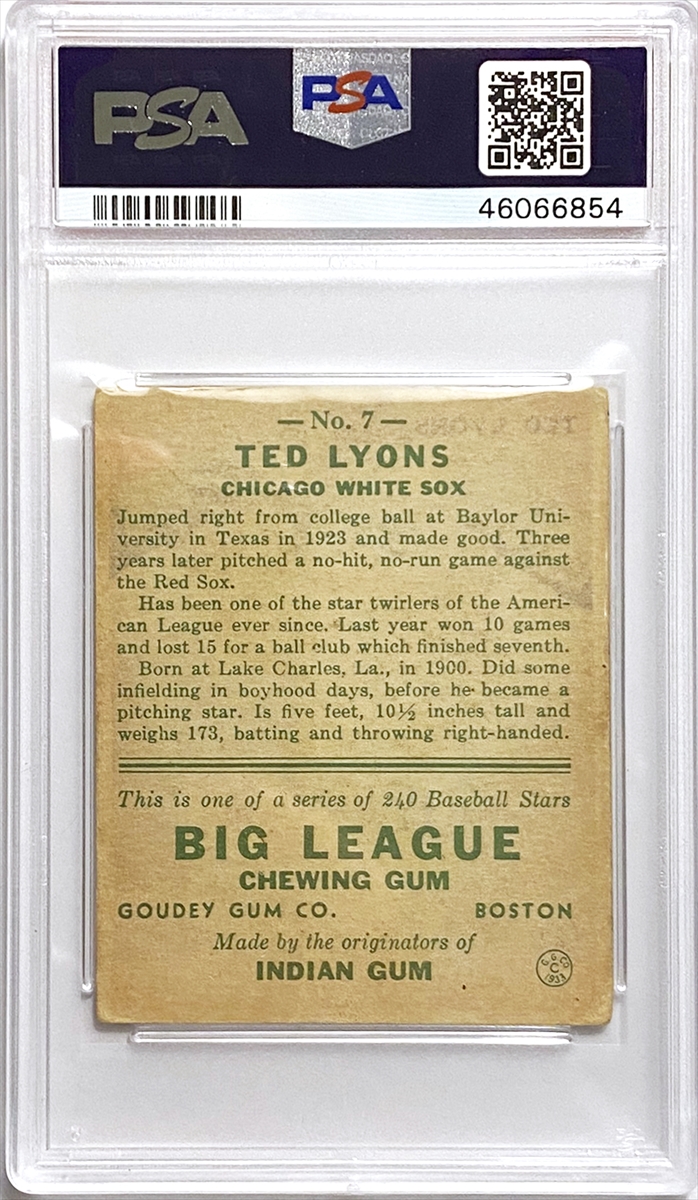 PSA
PSA
46066854
— No. 7 —
TED LYONS
CHICAGO WHITE SOX
Jumped right from college ball at Baylor Uni-
versity in Texas in 1923 and made good. Three
years later pitched a no-hit, no-run game against
the Red Sox.
Has been one of the star twirlers of the Ameri-
can League ever since. Last year won 10 games
and lost 15 for a ball club which finished seventh.
Born at Lake Charles, La., in 1900. Did some
infielding in boyhood days, before he became a
pitching star. Is five feet, 10½ inches tall and
weighs 173, batting and throwing right-handed.
This is one of a series of 240 Baseball Stars
BIG LEAGUE
CHEWING GUM
GOUDEY GUM CO. BOSTON
Made by the originators of
INDIAN GUM
G. G. CO.
C
1933